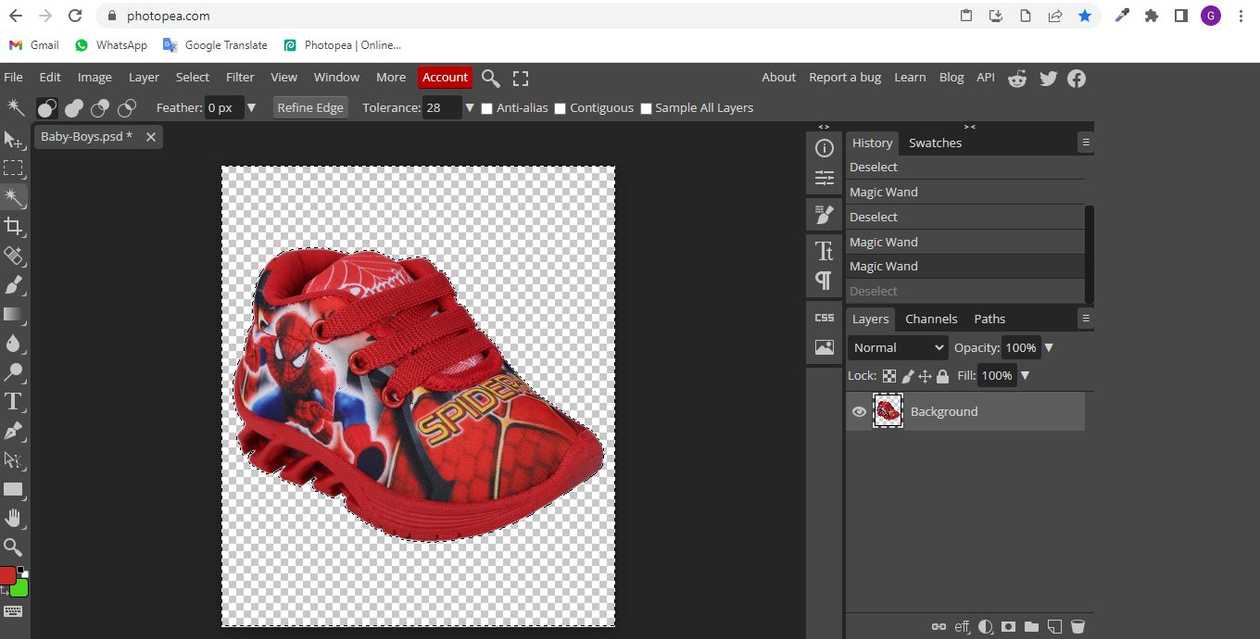 photopea.com
G
Gmail WhatsApp Google Translate Photopea | Online...
File Edit Image Layer Select Filter View Window More Account About Report a bug Learn Blog API
Feather: 0 px Refine Edge Tolerance: 28 Anti-alias Contiguous Sample All Layers
Baby-Boys.psd *
History Swatches
Deselect
Magic Wand
Deselect
Magic Wand
Magic Wand
Deselect
CSS
Layers Channels Paths
Normal Opacity: 100%
Lock: Fill: 100%
Background
SPIDER
eff